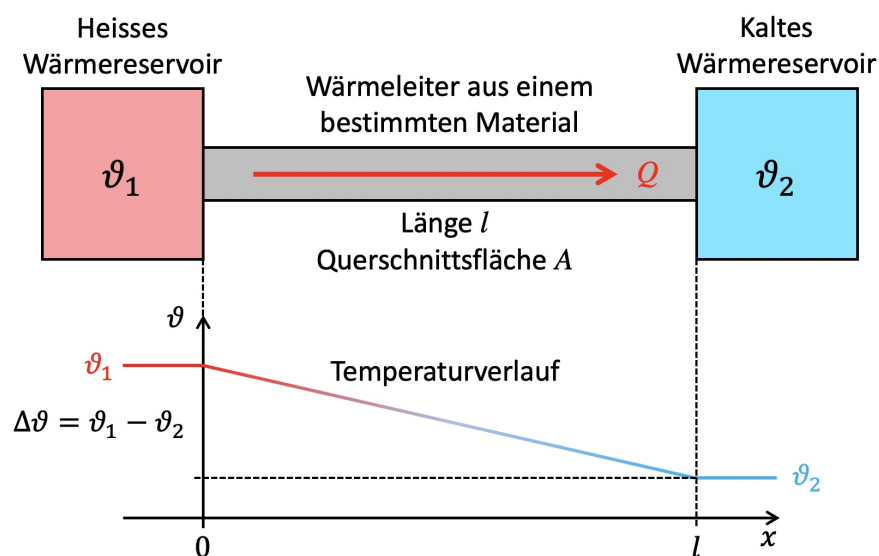 Heisses
Wärmereservoir
Kaltes
Wärmereservoir
Wärmeleiter aus einem
bestimmten Material
ϑ₁
Q
ϑ₂
Länge l
Querschnittsfläche A
ϑ
ϑ₁
Temperaturverlauf
Δϑ = ϑ₁ − ϑ₂
ϑ₂
0
l
x